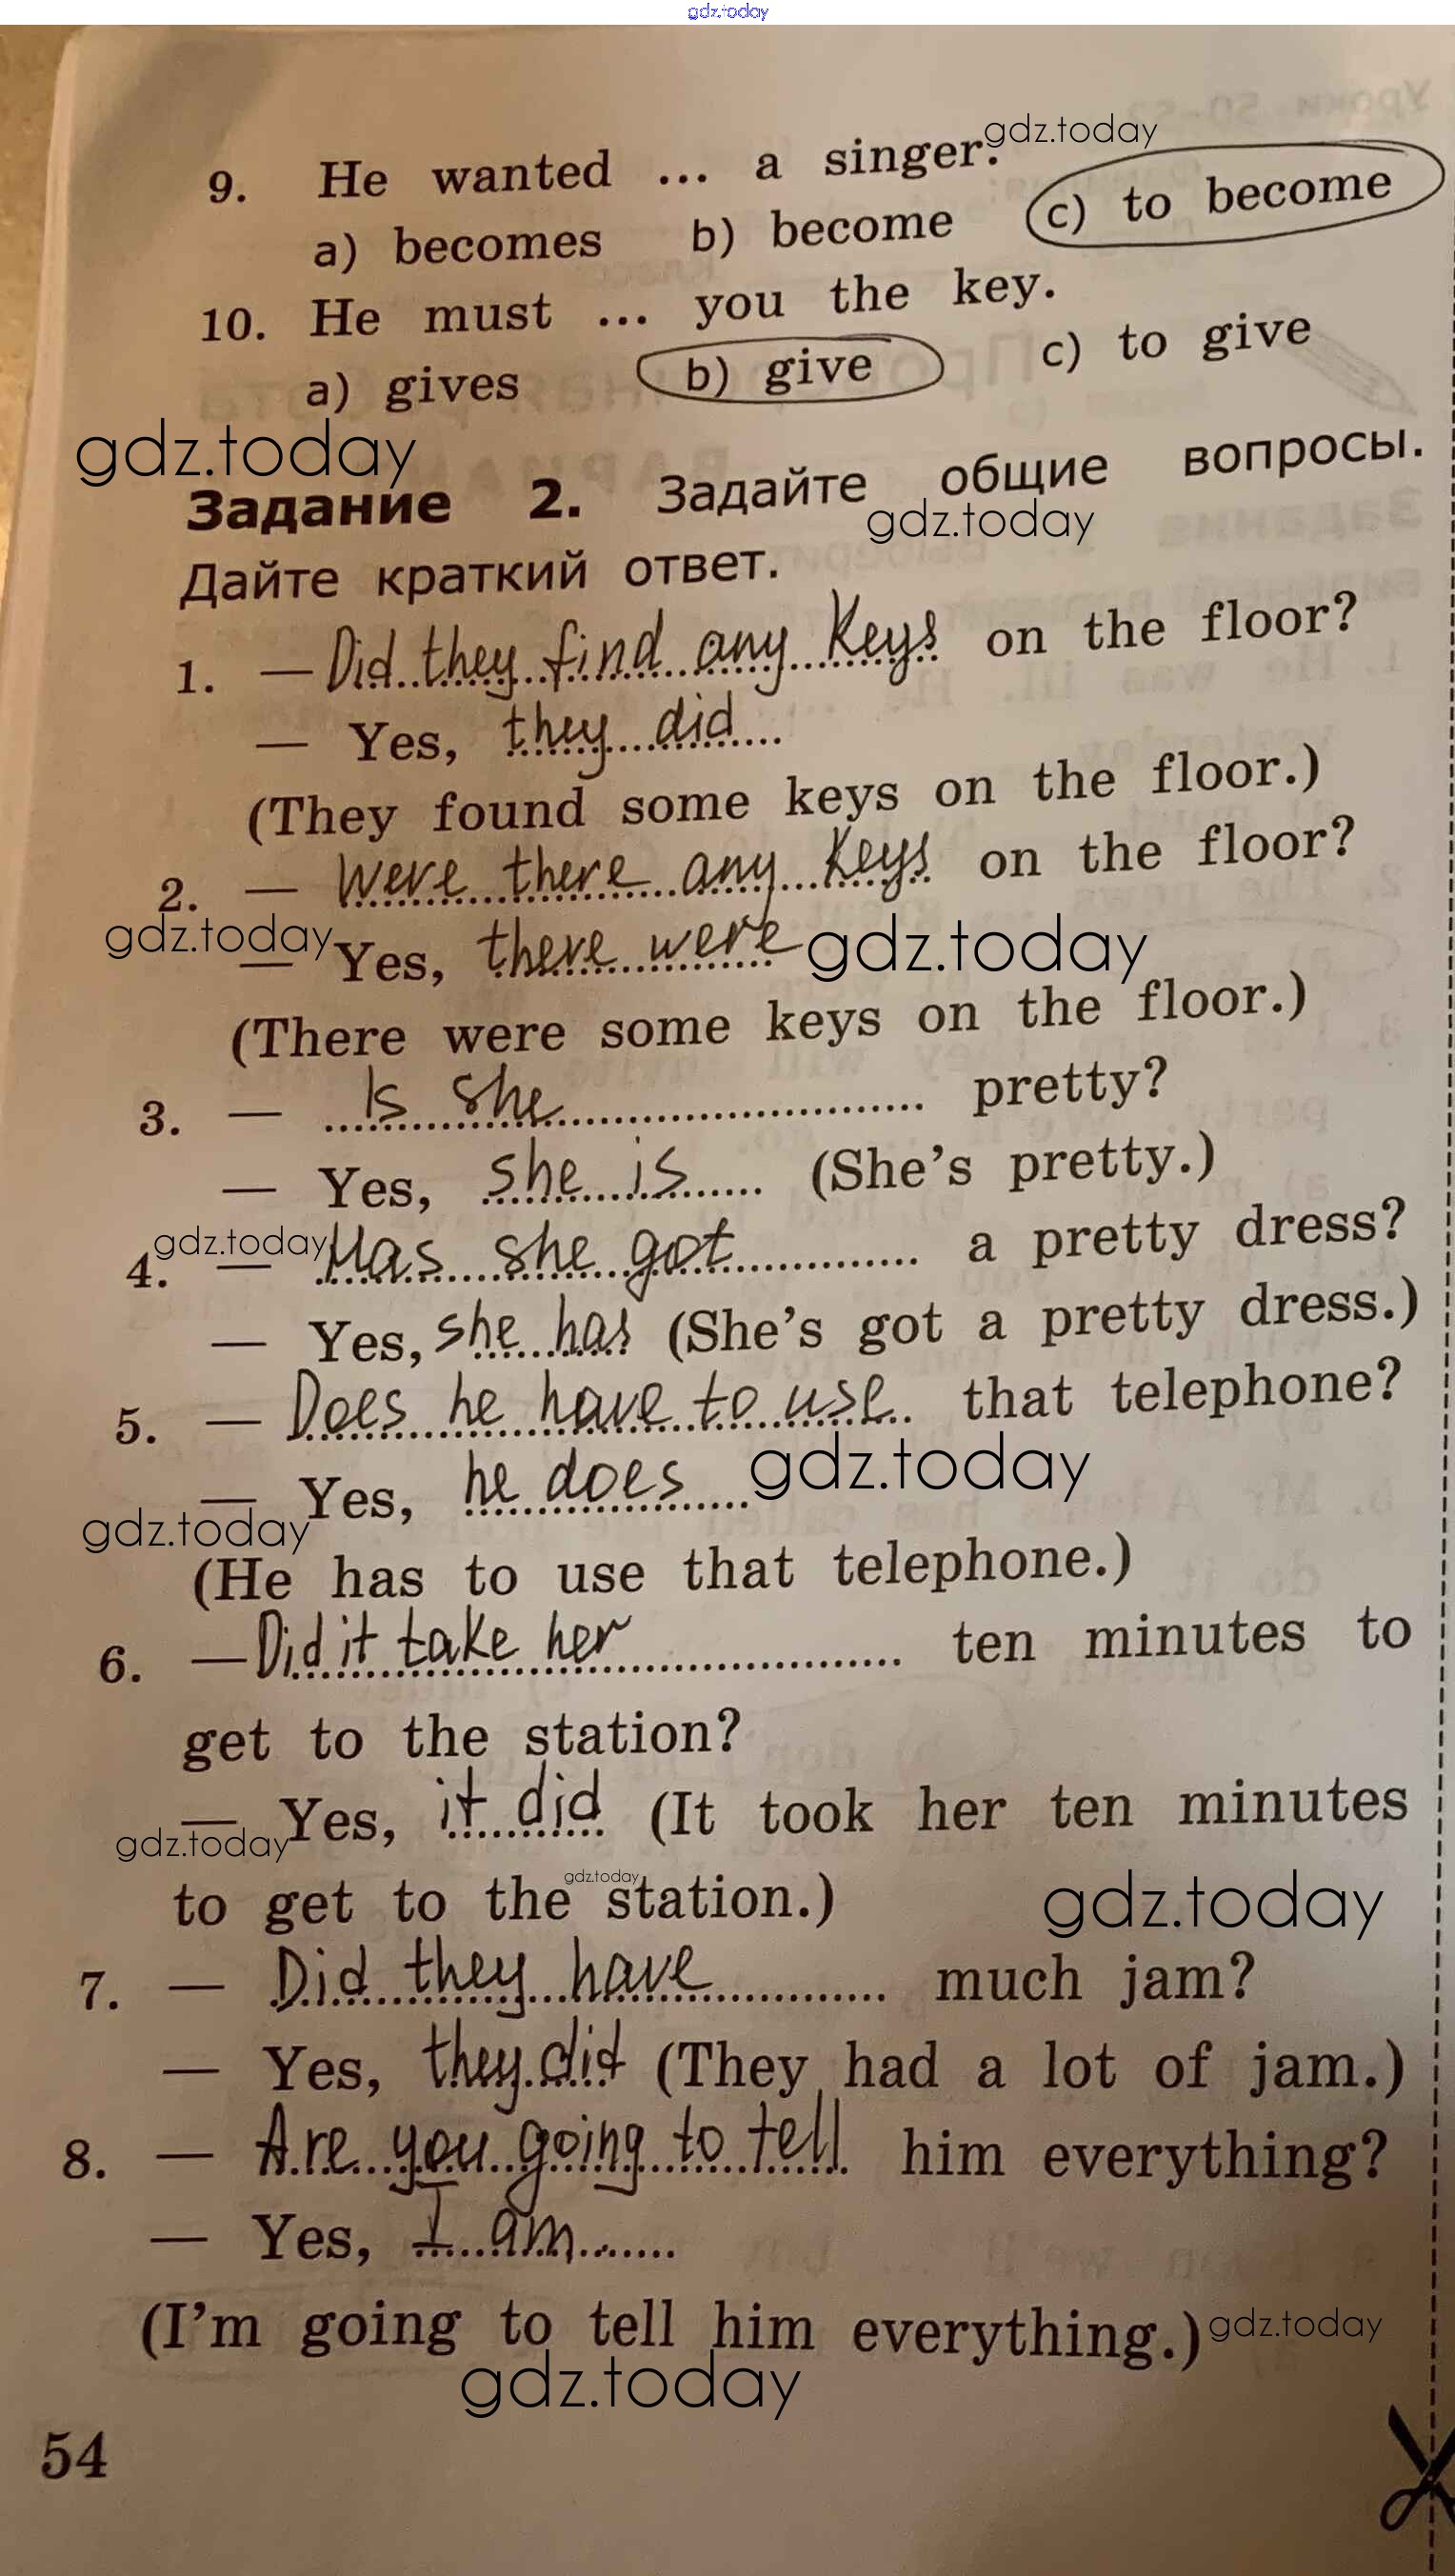 gdz.today
9. He wanted ... a singer. gdz.today
a) becomes b) become c) to become
10. He must ... you the key.
a) gives b) give c) to give
gdz.today
Задание 2. Задайте общие вопросы.
gdz.today
Дайте краткий ответ.
1. — Did they find any keys on the floor?
— Yes, they did
(They found some keys on the floor.)
2. — Were there any keys on the floor?
gdz.today — Yes, there were gdz.today
(There were some keys on the floor.)
3. — Is she pretty?
— Yes, she is (She's pretty.)
gdz.today
4. — Has she got a pretty dress?
— Yes, she has (She's got a pretty dress.)
5. — Does he have to use that telephone?
— Yes, he does gdz.today
gdz.today
(He has to use that telephone.)
6. — Did it take her ten minutes to
get to the station?
— Yes, it did (It took her ten minutes
gdz.today
gdz.today
to get to the station.) gdz.today
7. — Did they have much jam?
— Yes, they did (They had a lot of jam.)
8. — Are you going to tell him everything?
— Yes, I am
(I'm going to tell him everything.) gdz.today
gdz.today
54